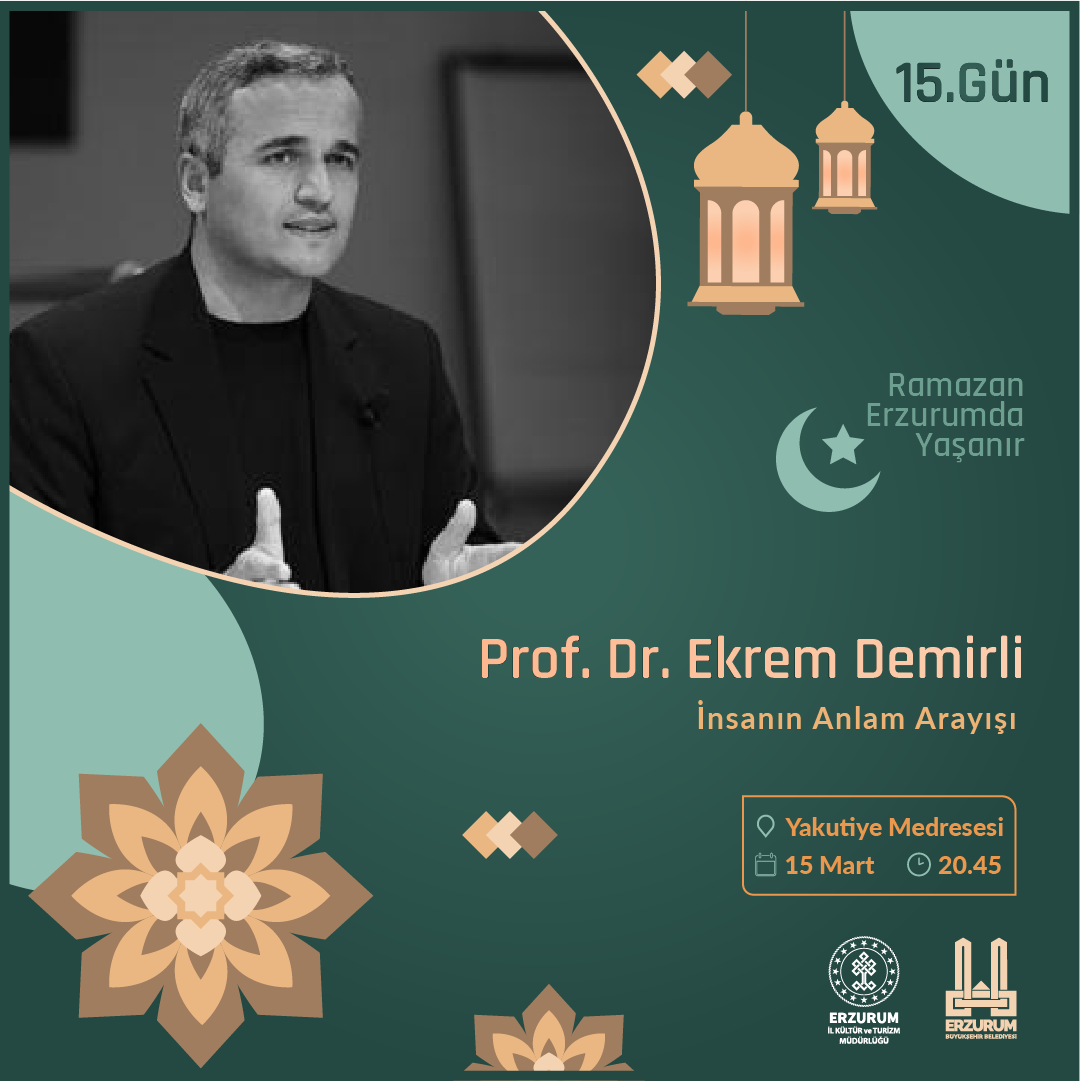 15.Gün
Ramazan
Erzurumda
Yaşanır
Prof. Dr. Ekrem Demirli
İnsanın Anlam Arayışı
Yakutiye Medresesi
15 Mart 20.45
ERZURUM
İL KÜLTÜR ve TURİZM
MÜDÜRLÜĞÜ
ERZURUM
BÜYÜKŞEHİR BELEDİYESİ